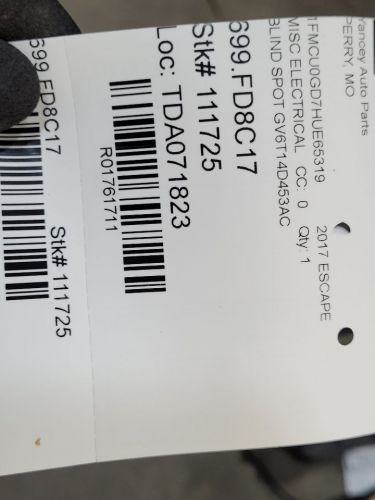 Yancey Auto Parts
PERRY, MO
1FMCU0GD7HUE65319
2017 ESCAPE
MISC ELECTRICAL CC: 0 Qty: 1
BLIND SPOT GV6T14D453AC
699.FD8C17
Stk# 111725
Loc: TDA071823
R01761711
699.FD8C17
Stk# 111725